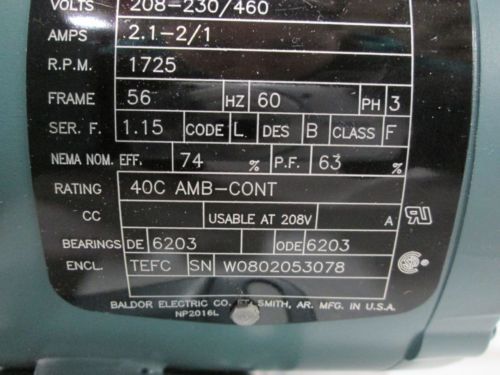 VOLTS 208-230/460
AMPS 2.1-2/1
R.P.M. 1725
FRAME 56 HZ 60 PH 3
SER. F. 1.15 CODE L DES B CLASS F
NEMA NOM. EFF. 74 % P.F. 63 %
RATING 40C AMB-CONT
CC USABLE AT 208V A
BEARINGS DE 6203 ODE 6203
ENCL. TEFC SN W0802053078
BALDOR ELECTRIC CO. SMITH, AR. MFG. IN U.S.A.
NP2016L